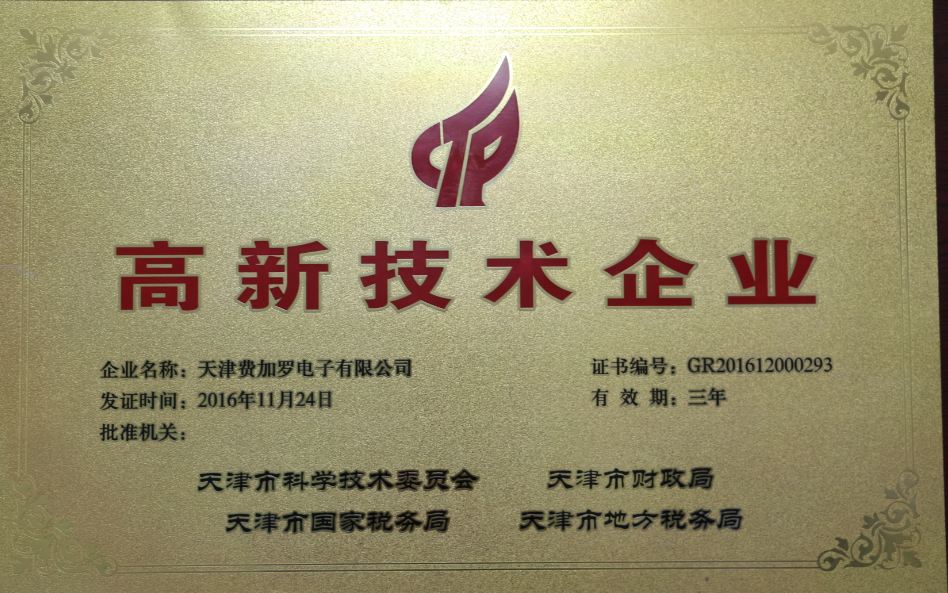 CTP
高新技术企业
企业名称：天津费加罗电子有限公司 证书编号：GR201612000293
发证时间：2016年11月24日 有 效 期：三年
批准机关：
天津市科学技术委员会 天津市财政局
天津市国家税务局 天津市地方税务局